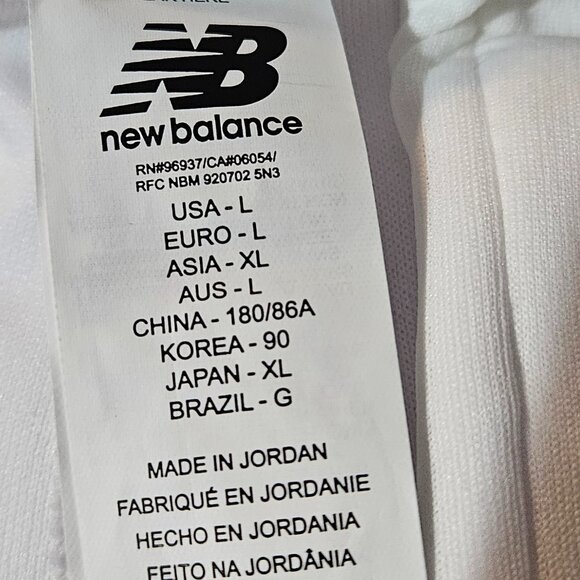 NB
new balance
RN#96937/CA#06054/
RFC NBM 920702 5N3
USA - L
EURO - L
ASIA - XL
AUS - L
CHINA - 180/86A
KOREA - 90
JAPAN - XL
BRAZIL - G
MADE IN JORDAN
FABRIQUÉ EN JORDANIE
HECHO EN JORDANIA
FEITO NA JORDÂNIA